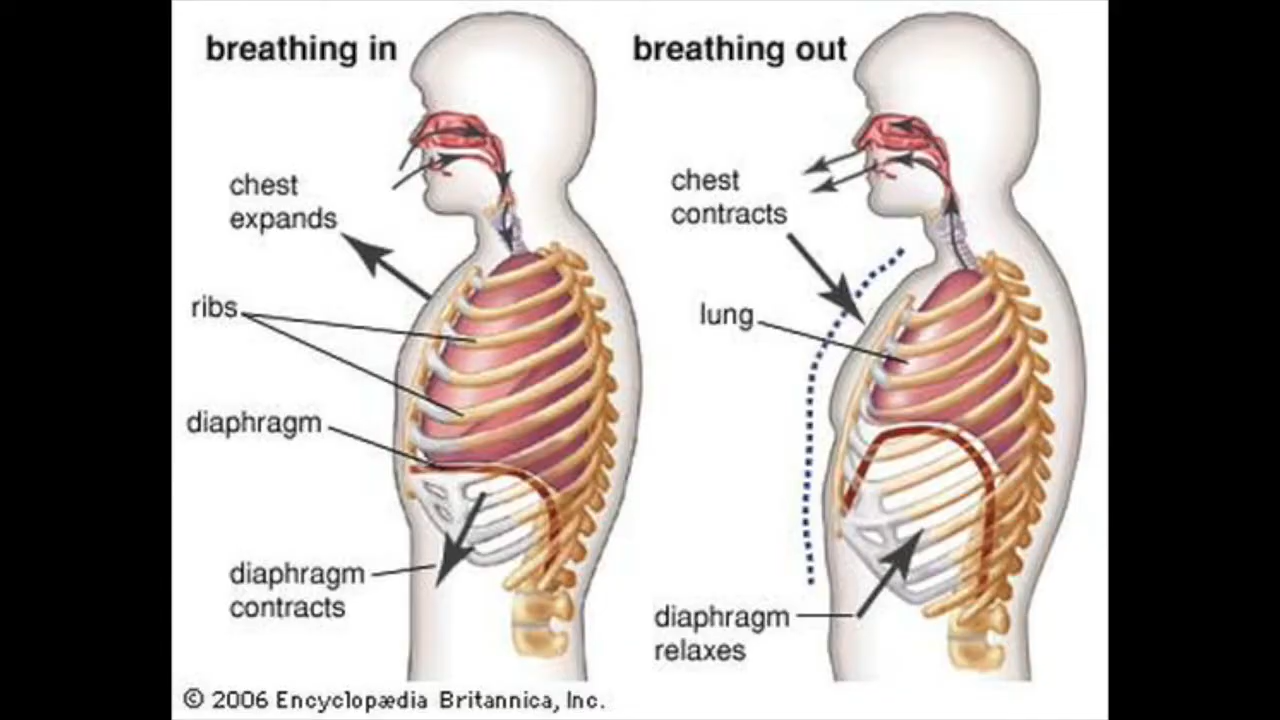 breathing in
chest
expands
ribs
diaphragm
diaphragm
contracts
breathing out
chest
contracts
lung
diaphragm
relaxes
© 2006 Encyclopædia Britannica, Inc.